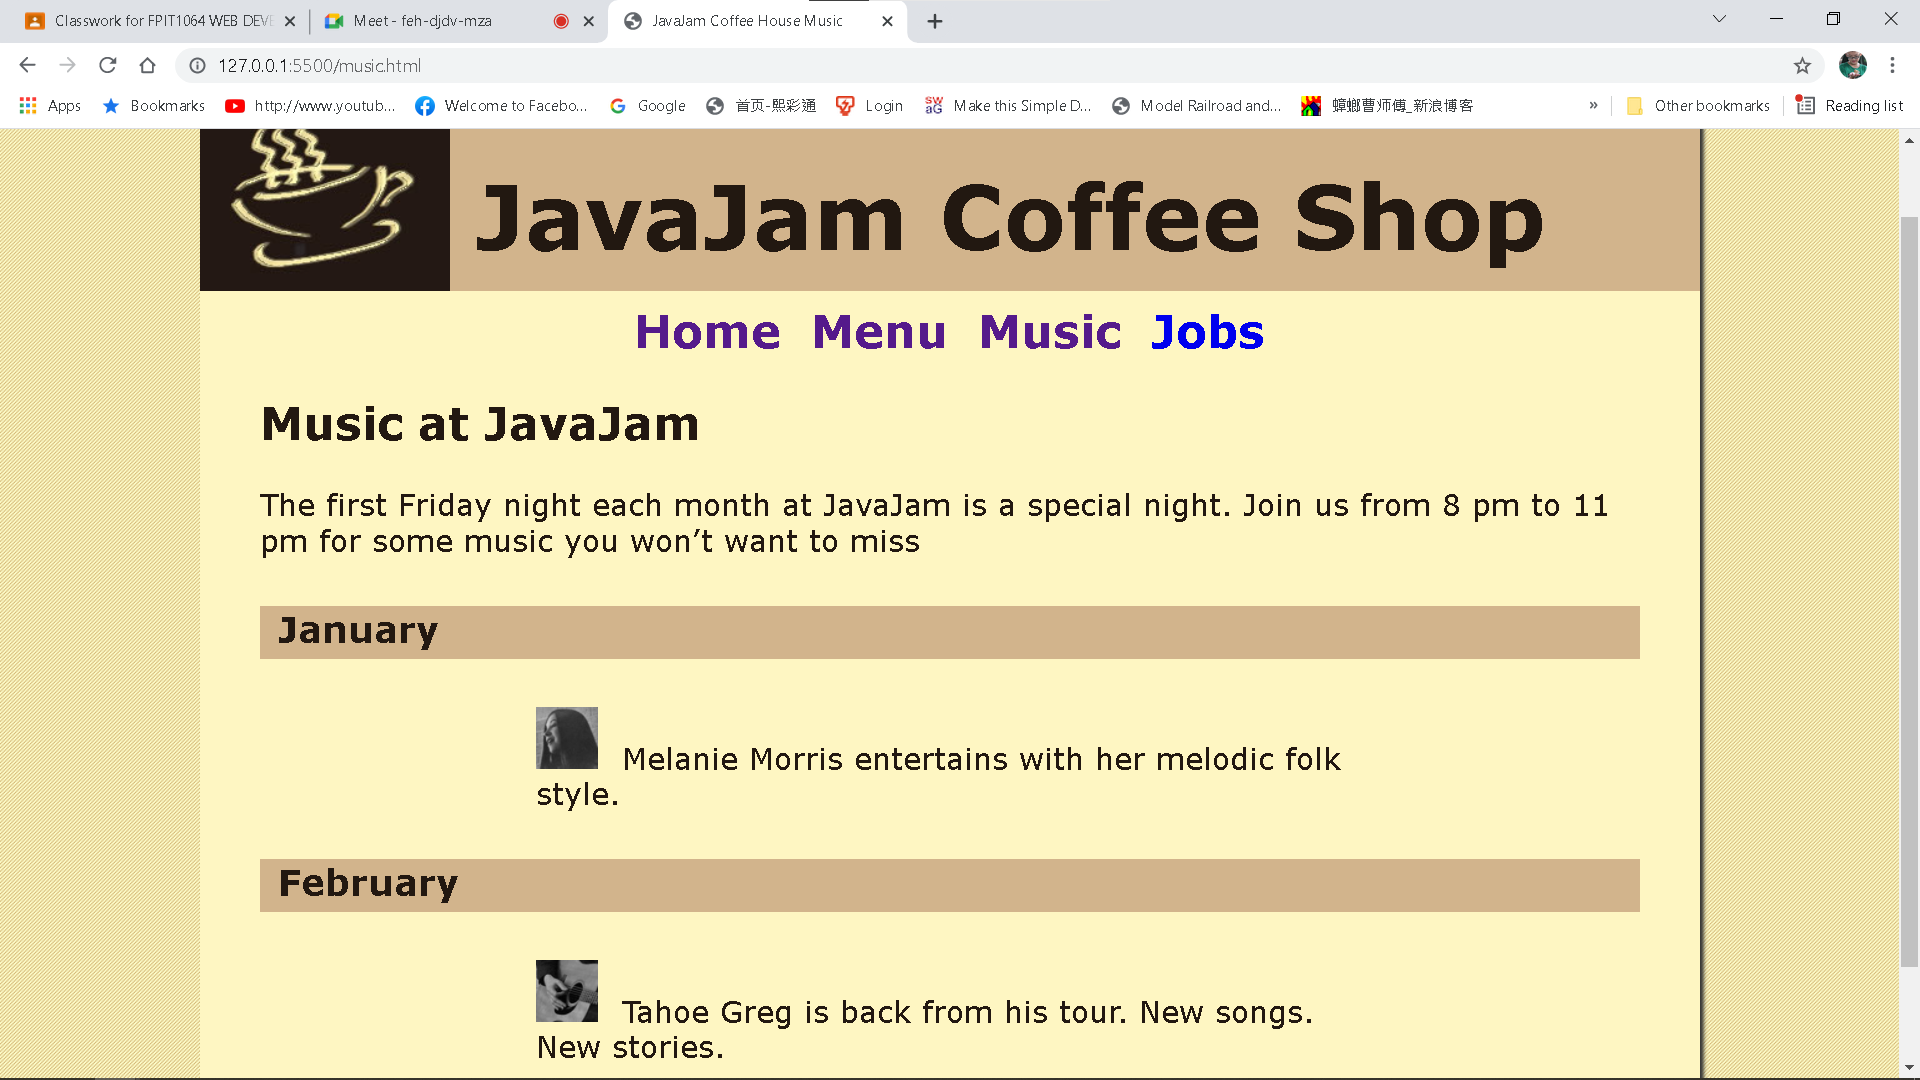 Classwork for FPIT1064 WEB DEVE
Meet - feh-djdv-mza
JavaJam Coffee House Music
127.0.0.1:5500/music.html
Apps
Bookmarks
http://www.youtub...
Welcome to Facebo...
Google
首页-熙彩通
Login
Make this Simple D...
Model Railroad and...
蟑螂曹师傅_新浪博客
»
Other bookmarks
Reading list
JavaJam Coffee Shop
Home Menu Music Jobs
Music at JavaJam
The first Friday night each month at JavaJam is a special night. Join us from 8 pm to 11
pm for some music you won’t want to miss
January
Melanie Morris entertains with her melodic folk
style.
February
Tahoe Greg is back from his tour. New songs.
New stories.